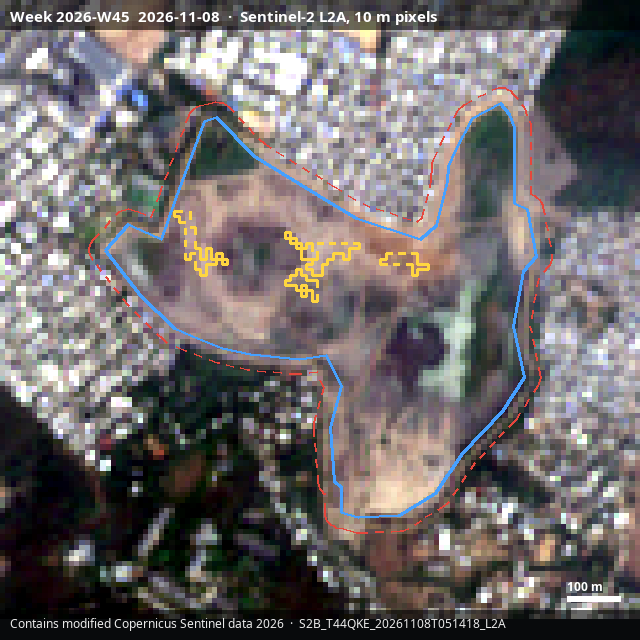 Week 2026-W45  2026-11-08  ·  Sentinel-2 L2A, 10 m pixels
100 m
Contains modified Copernicus Sentinel data 2026  ·  S2B_T44QKE_20261108T051418_L2A